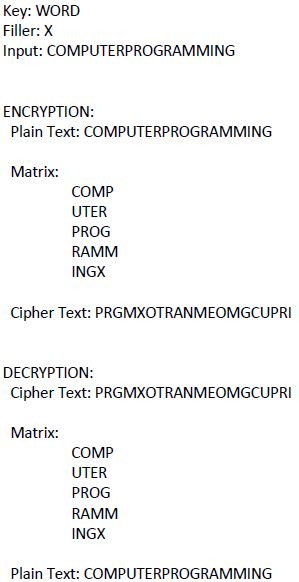 Key: WORD
Filler: X
Input: COMPUTERPROGRAMMING
ENCRYPTION:
Plain Text: COMPUTERPROGRAMMING
Matrix:
COMP
UTER
PROG
RAMM
INGX
Cipher Text: PRGMXOTRANMEOMGCUPRI
DECRYPTION:
Cipher Text: PRGMXOTRANMEOMGCUPRI
Matrix:
COMP
UTER
PROG
RAMM
INGX
Plain Text: COMPUTERPROGRAMMING